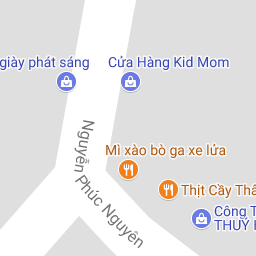 giày phát sáng
Cửa Hàng Kid Mom
Nguyễn Phúc Nguyên
Mì xào bò ga xe lửa
Thịt Cầy
Công
THUỶ